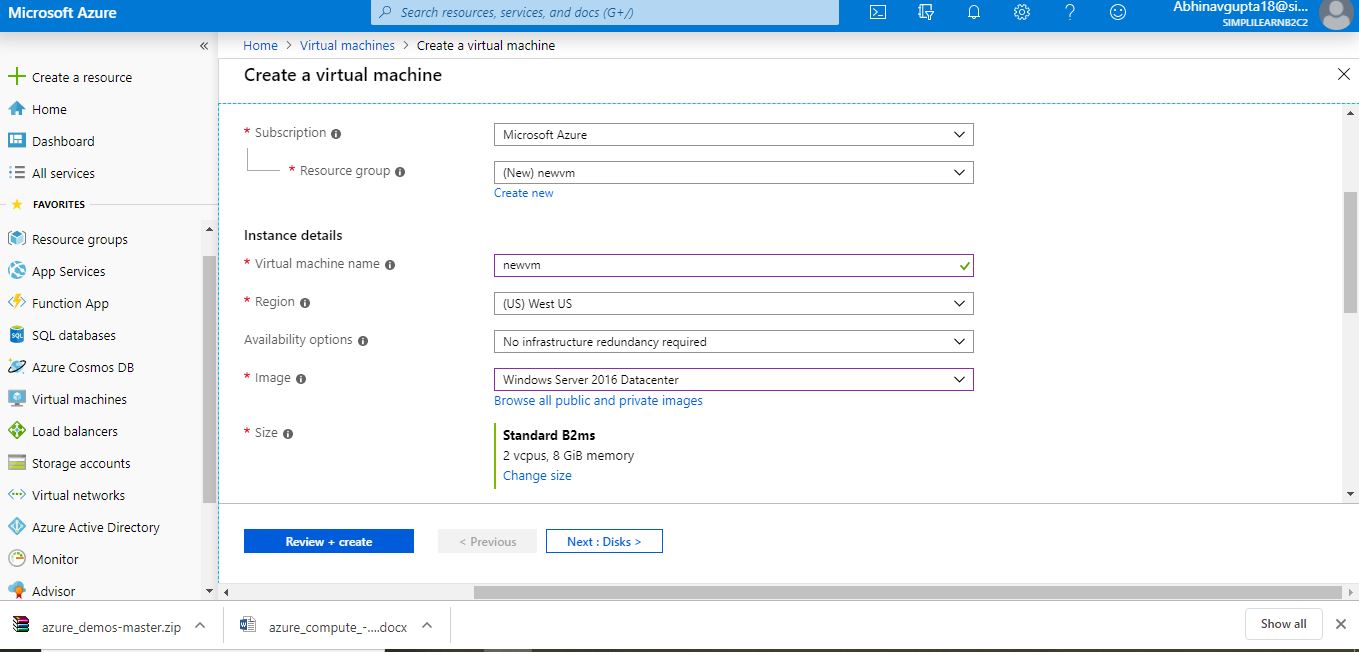 Microsoft Azure
Search resources, services, and docs (G+/)
Abhinavgupta18@si...
SIMPLILEARNB2C2
«
Create a resource
Home
Dashboard
All services
FAVORITES
Resource groups
App Services
Function App
SQL databases
Azure Cosmos DB
Virtual machines
Load balancers
Storage accounts
Virtual networks
Azure Active Directory
Monitor
Advisor
Home > Virtual machines > Create a virtual machine
Create a virtual machine
* Subscription
Microsoft Azure
* Resource group
(New) newvm
Create new
Instance details
* Virtual machine name
newvm
* Region
(US) West US
Availability options
No infrastructure redundancy required
* Image
Windows Server 2016 Datacenter
Browse all public and private images
* Size
Standard B2ms
2 vcpus, 8 GiB memory
Change size
Review + create
< Previous
Next : Disks >
azure_demos-master.zip
azure_compute_-....docx
Show all